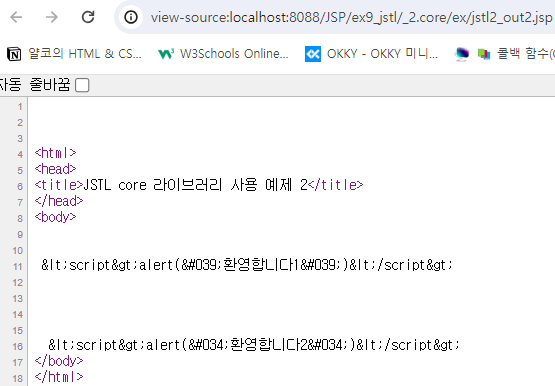 view-source:localhost:8088/JSP/ex9_jstl/_2.core/ex/jstl2_out2.jsp
얄코의 HTML & CS... W3Schools Online... OKKY - OKKY 미니... 콜백 함수(
자동 줄바꿈
1
2
3
4 <html>
5 <head>
6 <title>JSTL core 라이브러리 사용 예제 2</title>
7 </head>
8 <body>
9
10
11 &lt;script&gt;alert(&#039;환영합니다1&#039;)&lt;/script&gt;
12
13
14
15
16 &lt;script&gt;alert(&#034;환영합니다2&#034;)&lt;/script&gt;
17 </body>
18 </html>